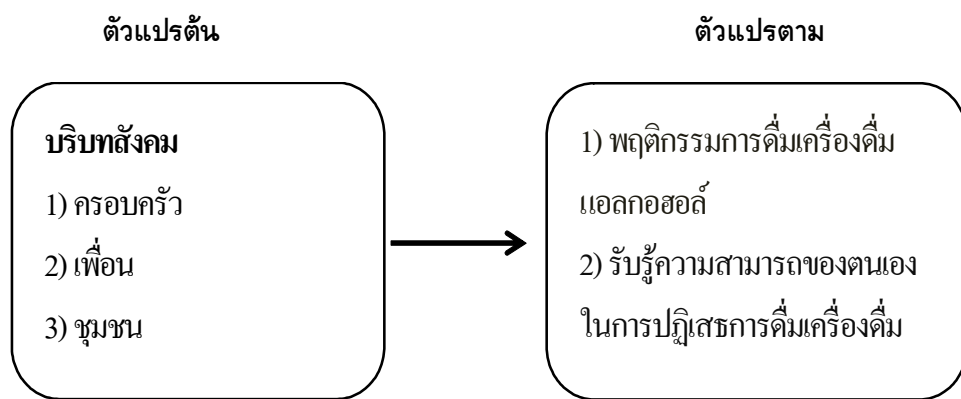 ตัวแปรต้น
ตัวแปรตาม
บริบทสังคม
1) ครอบครัว
2) เพื่อน
3) ชุมชน
1) พฤติกรรมการดื่มเครื่องดื่ม
แอลกอฮอล์
2) รับรู้ความสามารถของตนเอง
ในการปฏิเสธการดื่มเครื่องดื่ม